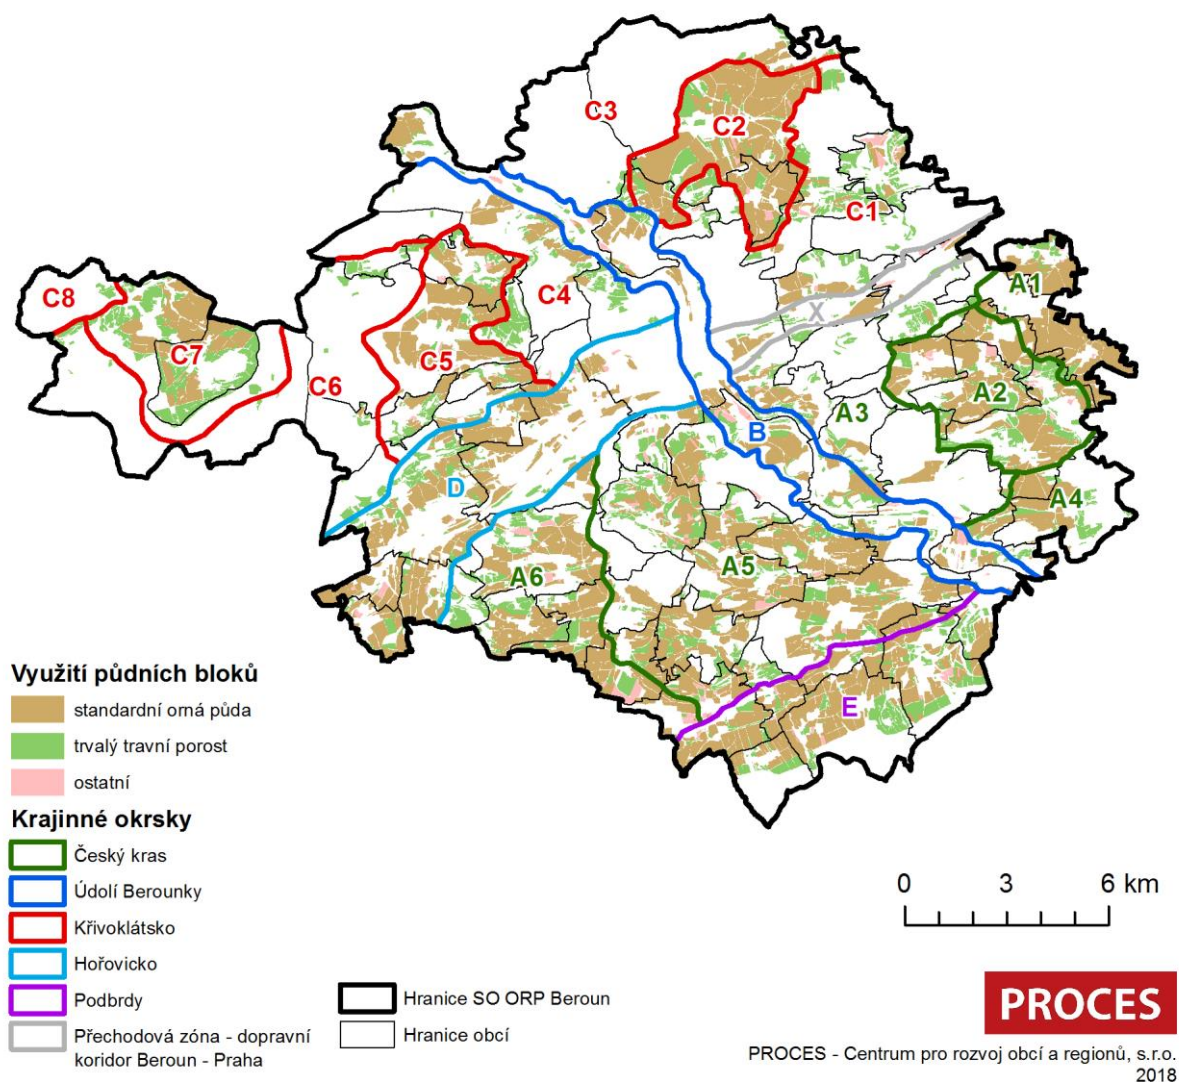 C3
C2
C1
C8
C7
C6
C5
C4
X
A1
A2
A3
B
A4
D
A6
A5
E
Využití půdních bloků
standardní orná půda
trvalý travní porost
ostatní
Krajinné okrsky
Český kras
Údolí Berounky
Křivoklátsko
Hořovicko
Podbrdy
Přechodová zóna - dopravní
koridor Beroun - Praha
Hranice SO ORP Beroun
Hranice obcí
0 3 6 km
PROCES
PROCES - Centrum pro rozvoj obcí a regionů, s.r.o.
2018